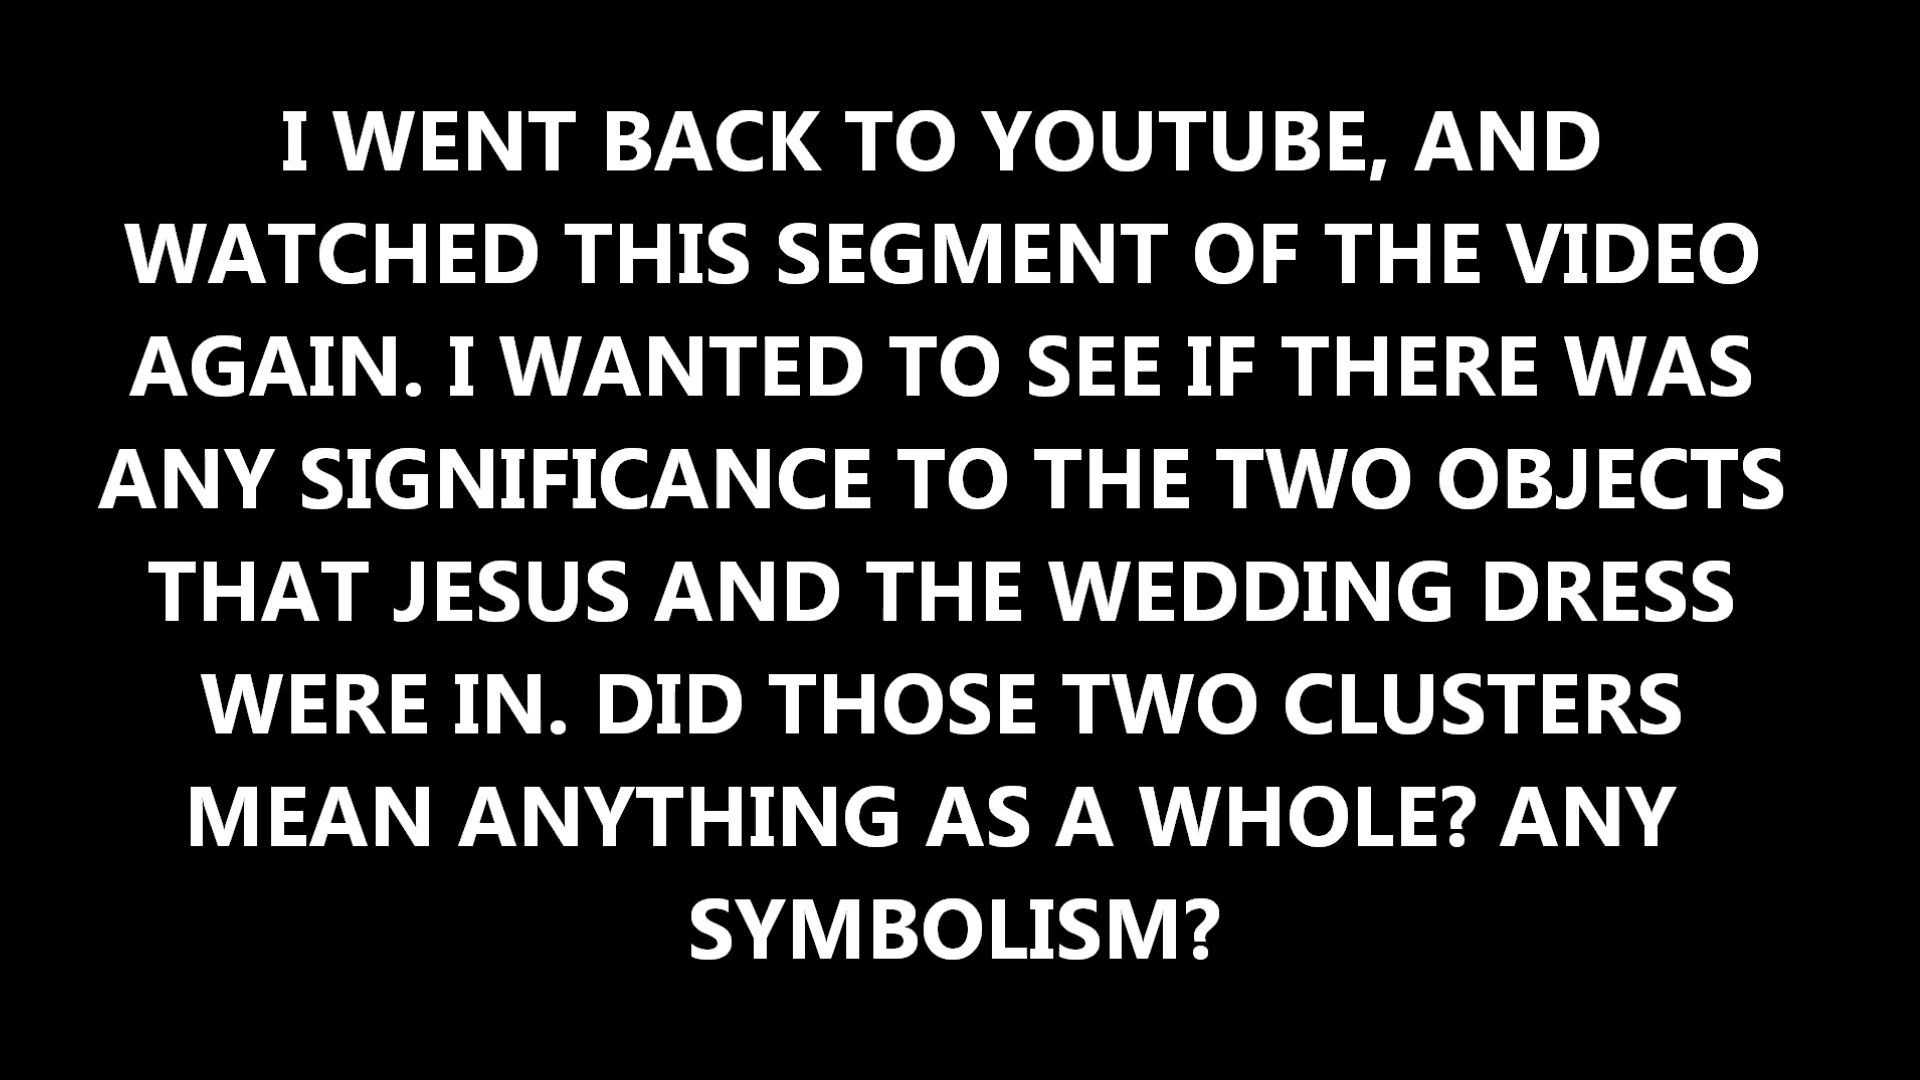 I WENT BACK TO YOUTUBE, AND
WATCHED THIS SEGMENT OF THE VIDEO
AGAIN. I WANTED TO SEE IF THERE WAS
ANY SIGNIFICANCE TO THE TWO OBJECTS
THAT JESUS AND THE WEDDING DRESS
WERE IN. DID THOSE TWO CLUSTERS
MEAN ANYTHING AS A WHOLE? ANY
SYMBOLISM?